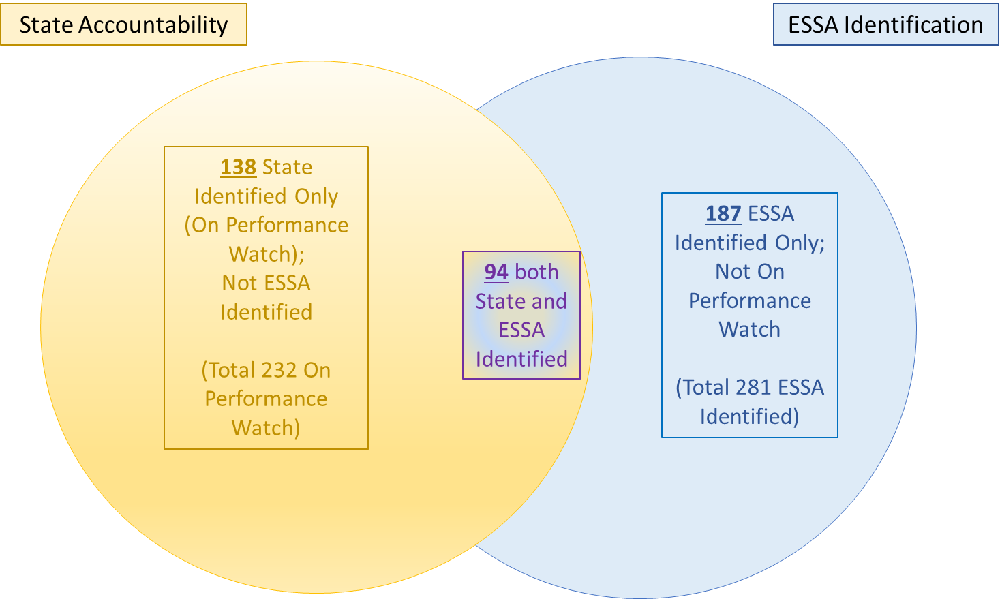 State Accountability
ESSA Identification
138 State
Identified Only
(On Performance
Watch);
Not ESSA
Identified
(Total 232 On
Performance
Watch)
94 both
State and
ESSA
Identified
187 ESSA
Identified Only;
Not On
Performance
Watch
(Total 281 ESSA
Identified)